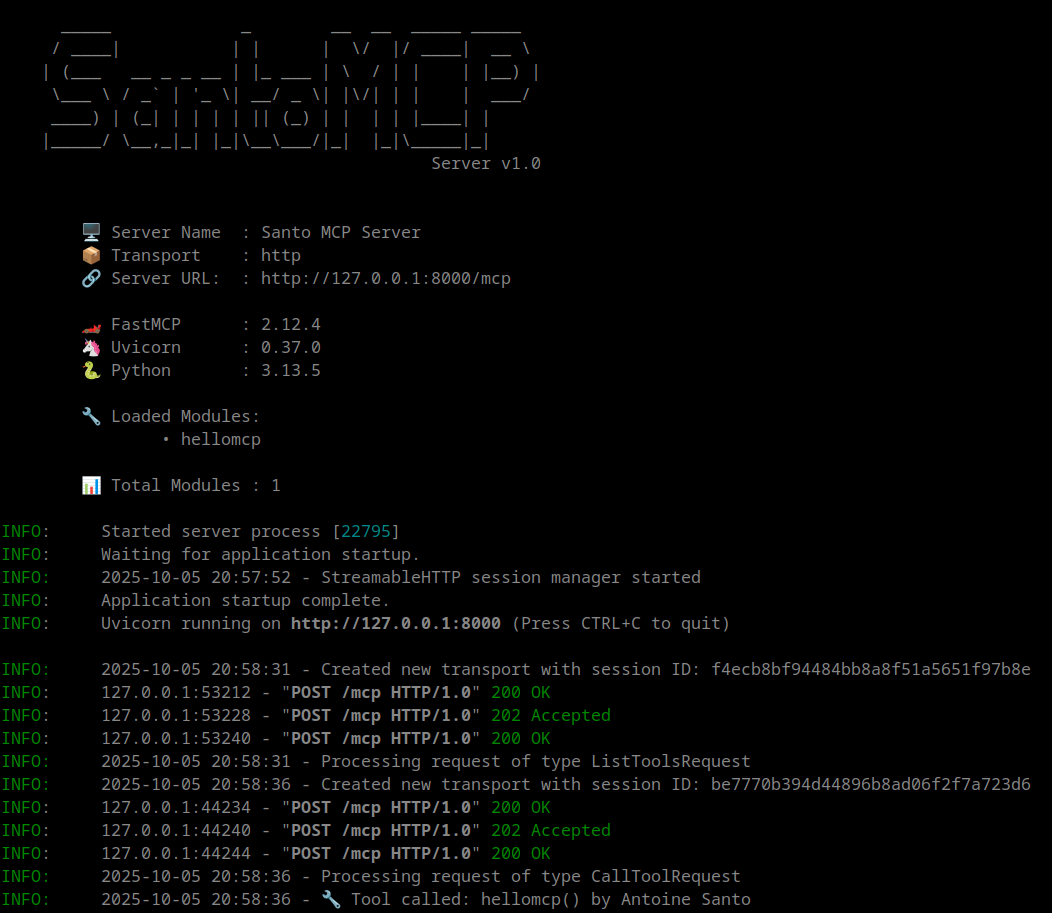 SantoMCP
Server v1.0
🖥️ Server Name  : Santo MCP Server
📦 Transport    : http
🔗 Server URL:  : http://127.0.0.1:8000/mcp
🏎️ FastMCP      : 2.12.4
🦄 Uvicorn      : 0.37.0
🐍 Python       : 3.13.5
🔧 Loaded Modules:
• hellomcp
📊 Total Modules : 1
INFO:     Started server process [22795]
INFO:     Waiting for application startup.
INFO:     2025-10-05 20:57:52 - StreamableHTTP session manager started
INFO:     Application startup complete.
INFO:     Uvicorn running on http://127.0.0.1:8000 (Press CTRL+C to quit)
INFO:     2025-10-05 20:58:31 - Created new transport with session ID: f4ecb8bf94484bb8a8f51a5651f97b8e
INFO:     127.0.0.1:53212 - "POST /mcp HTTP/1.0" 200 OK
INFO:     127.0.0.1:53228 - "POST /mcp HTTP/1.0" 202 Accepted
INFO:     127.0.0.1:53240 - "POST /mcp HTTP/1.0" 200 OK
INFO:     2025-10-05 20:58:31 - Processing request of type ListToolsRequest
INFO:     2025-10-05 20:58:36 - Created new transport with session ID: be7770b394d44896b8ad06f2f7a723d6
INFO:     127.0.0.1:44234 - "POST /mcp HTTP/1.0" 200 OK
INFO:     127.0.0.1:44240 - "POST /mcp HTTP/1.0" 202 Accepted
INFO:     127.0.0.1:44244 - "POST /mcp HTTP/1.0" 200 OK
INFO:     2025-10-05 20:58:36 - Processing request of type CallToolRequest
INFO:     2025-10-05 20:58:36 - 🔧 Tool called: hellomcp() by Antoine Santo